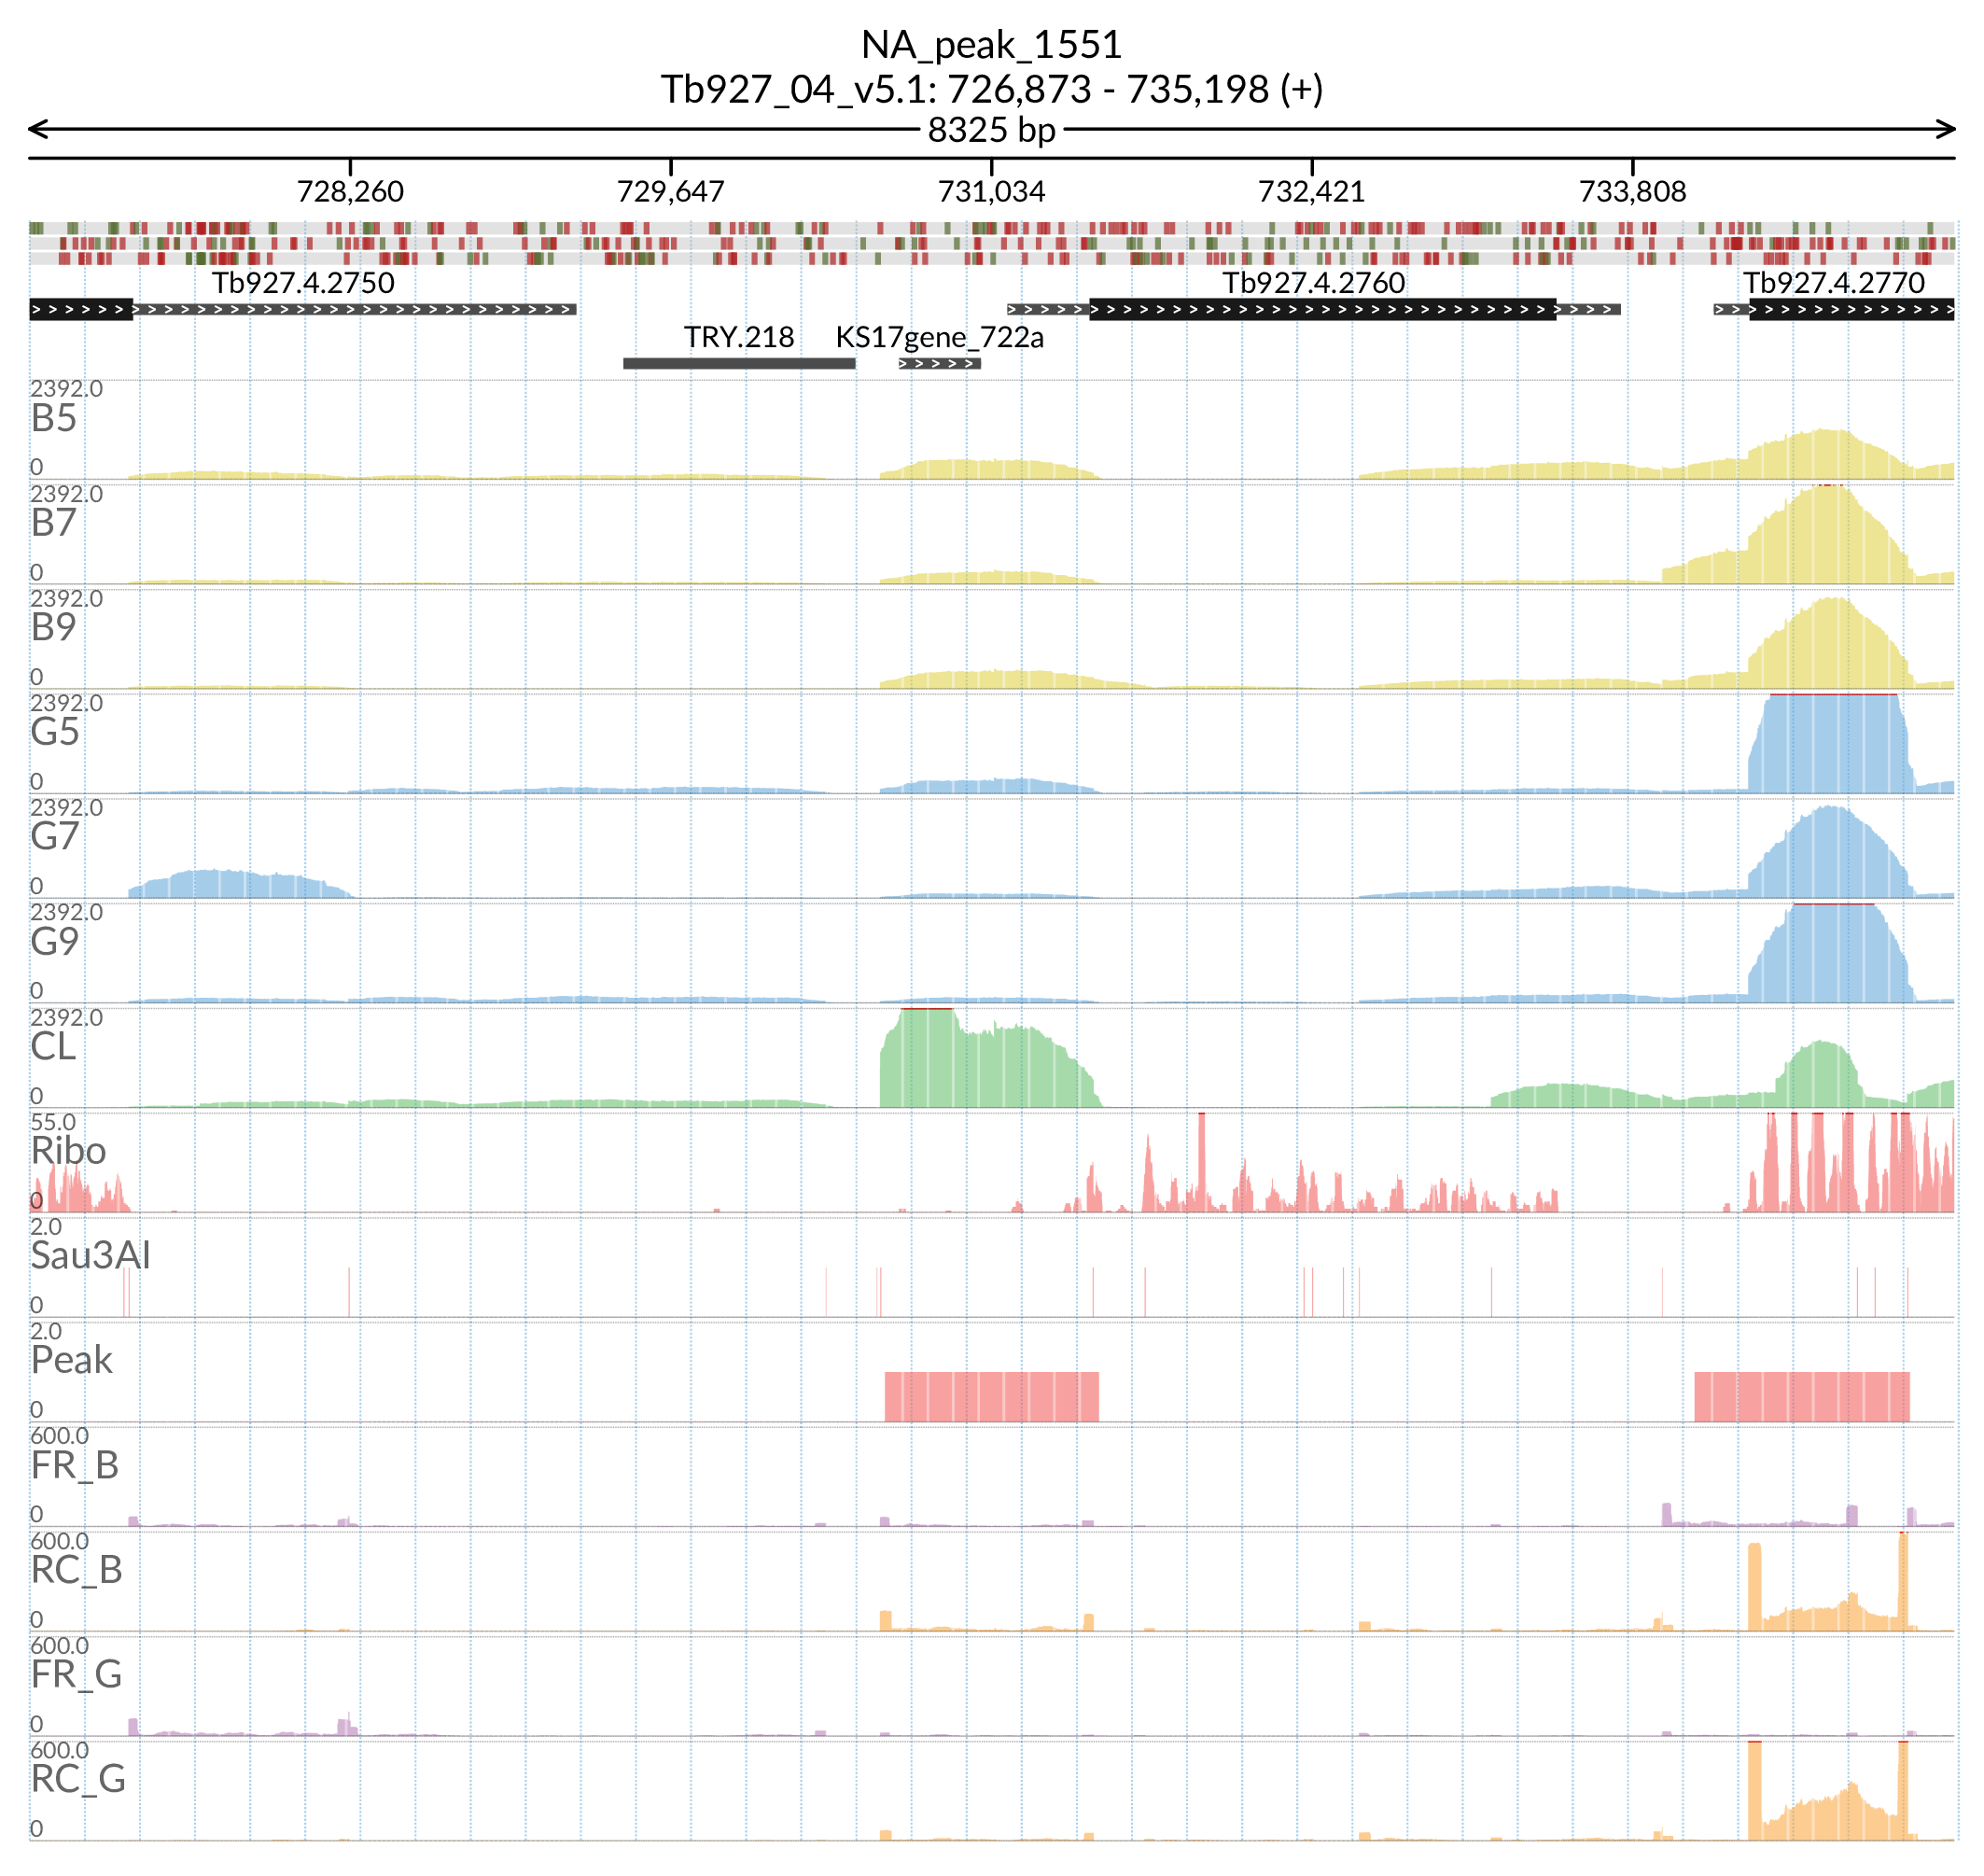 NA_peak_1551
Tb927_04_v5.1: 726,873 - 735,198 (+)
8325 bp
728,260 729,647 731,034 732,421 733,808
Tb927.4.2750 Tb927.4.2760 Tb927.4.2770
TRY.218 KS17gene_722a
2392.0
B5
0
2392.0
B7
0
2392.0
B9
0
2392.0
G5
0
2392.0
G7
0
2392.0
G9
0
2392.0
CL
0
55.0
Ribo
0
2.0
Sau3AI
0
2.0
Peak
0
600.0
FR_B
0
600.0
RC_B
0
600.0
FR_G
0
600.0
RC_G
0